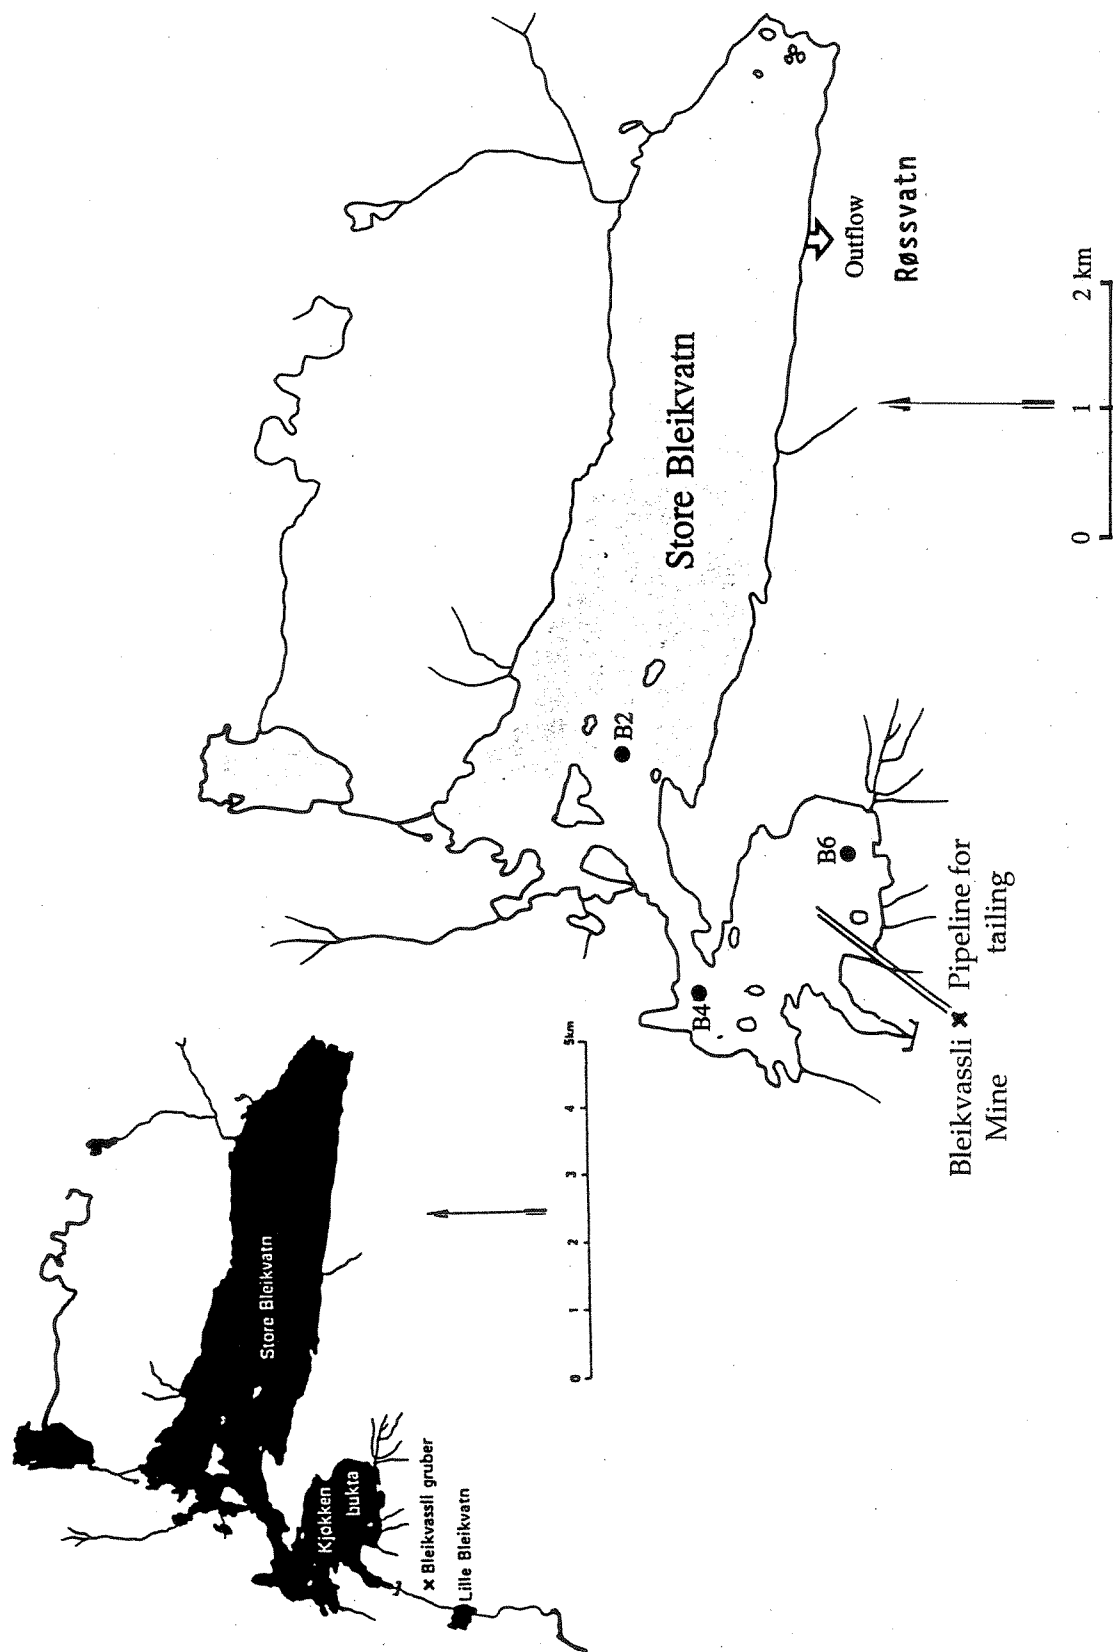 Store Bleikvatn
Kjøkken
bukta
× Bleikvassli gruber
Lille Bleikvatn
0 1 2 3 4 5km
Store Bleikvatn
B2
B4
B6
Outflow
Røssvatn
Bleikvassli × Pipeline for
Mine tailing
0 1 2 km